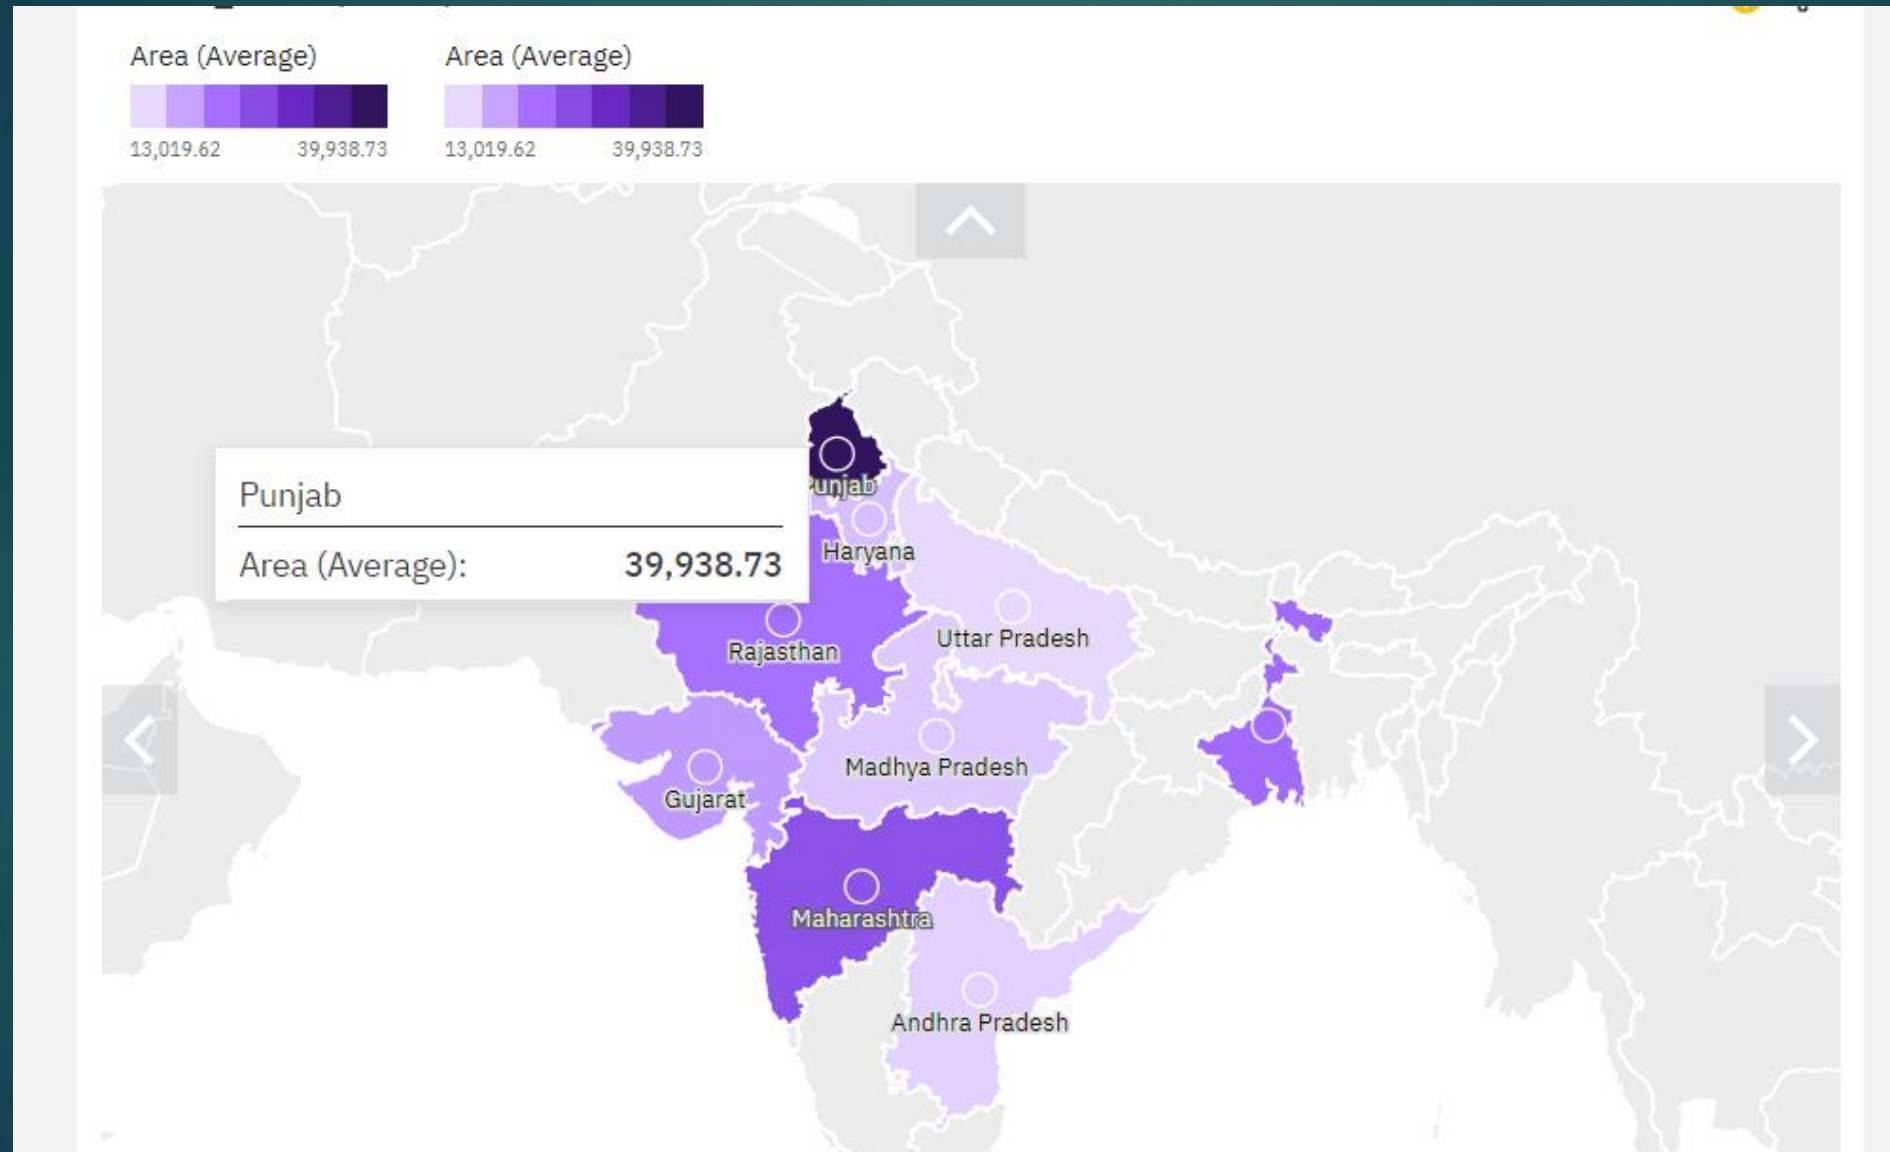 Area (Average)
Area (Average)
13,019.62
39,938.73
13,019.62
39,938.73
Punjab
Punjab
Area (Average):
39,938.73
Haryana
Rajasthan
Uttar Pradesh
Madhya Pradesh
Gujarat
Maharashtra
Andhra Pradesh